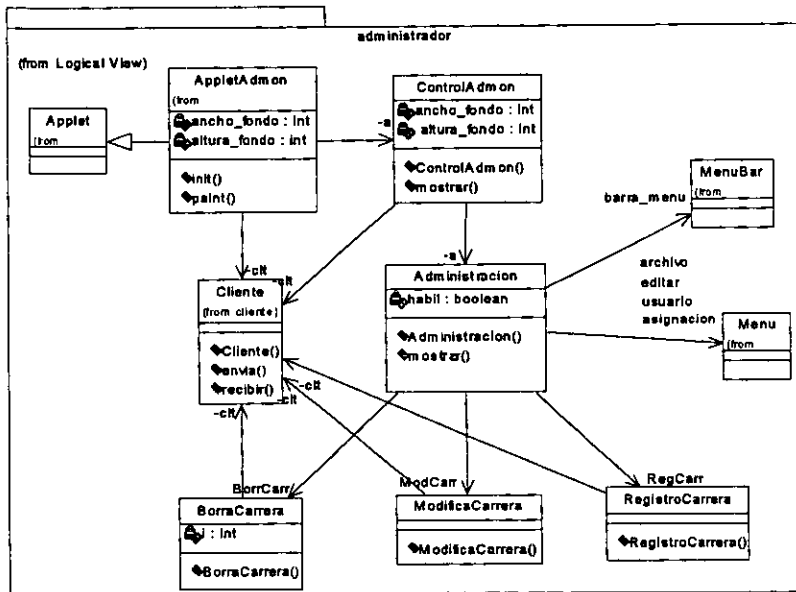 administrador
(from Logical View)
AppletAdmon
(from
ancho_fondo : Int
altura_fondo : int
init()
paint()
ControlAdmon
ancho_fondo : Int
altura_fondo : Int
ControlAdmon()
mostrar()
Applet
(from
-a
MenuBar
(from
barra_menu
-clt
-clt
-a
Cliente
(from cliente)
Cliente()
envia()
recibir()
Administracion
habil : boolean
Administracion()
mostrar()
archivo
editar
usuario
asignacion
Menu
(from
-clt
-clt
-clt
BorrCarr
ModCarr
RegCarr
BorraCarrera
i : Int
BorraCarrera()
ModificaCarrera
ModificaCarrera()
RegistroCarrera
RegistroCarrera()